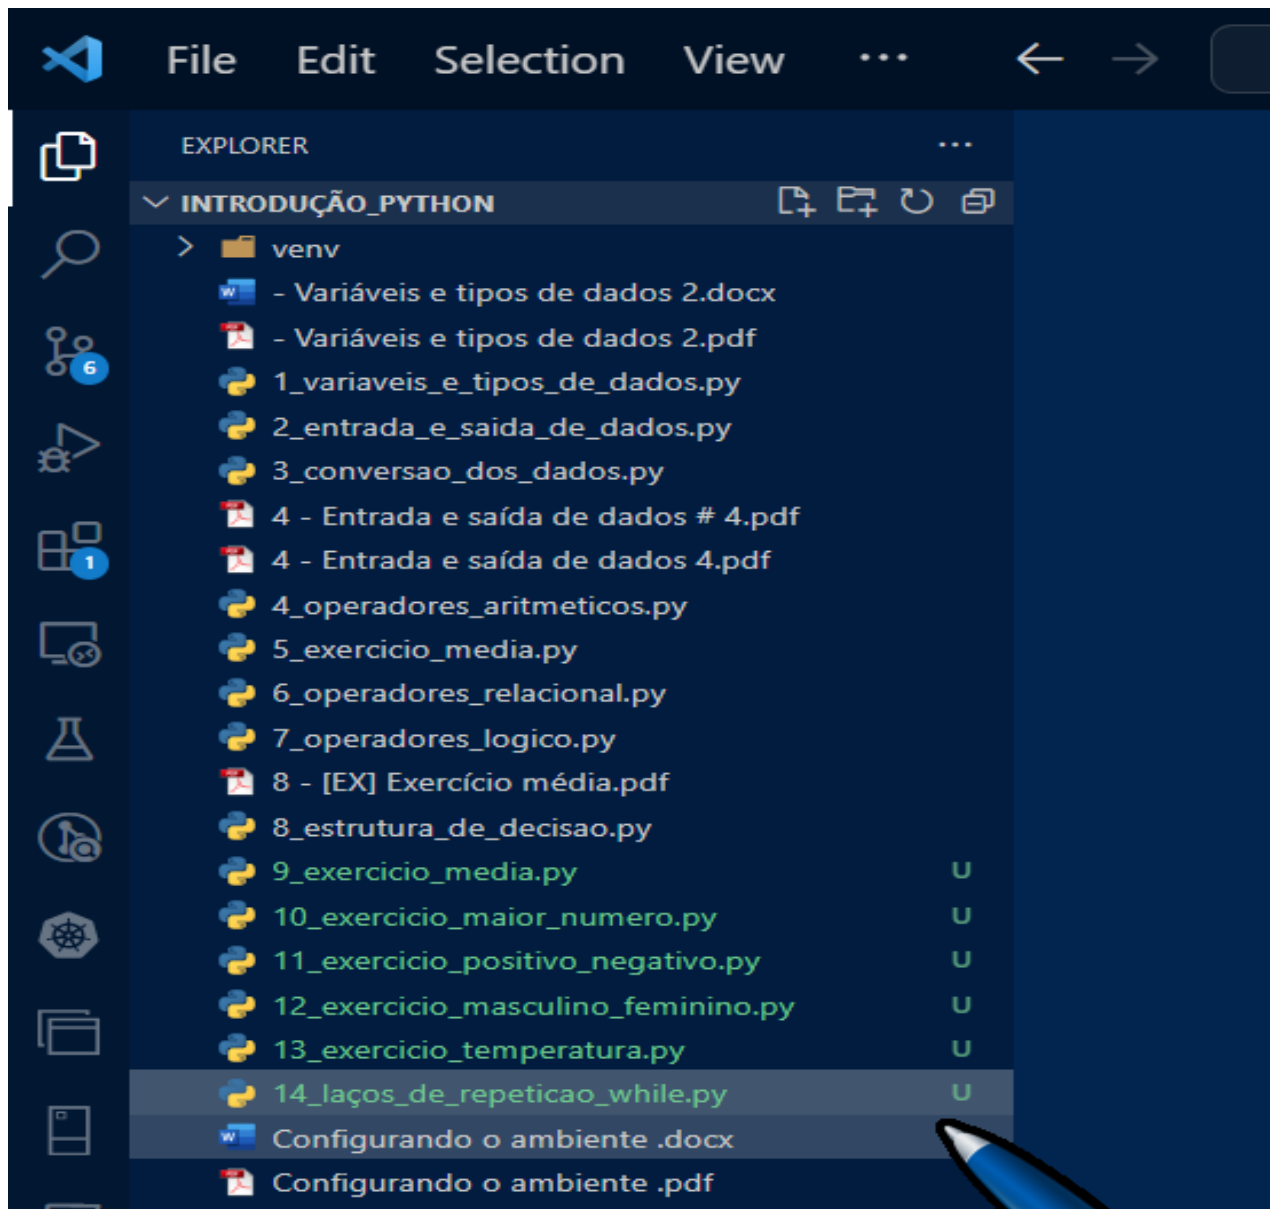 File Edit Selection View ...
EXPLORER ...
INTRODUÇÃO_PYTHON
venv
- Variáveis e tipos de dados 2.docx
- Variáveis e tipos de dados 2.pdf
6
1_variaveis_e_tipos_de_dados.py
2_entrada_e_saida_de_dados.py
3_conversao_dos_dados.py
4 - Entrada e saída de dados # 4.pdf
4 - Entrada e saída de dados 4.pdf
1
4_operadores_aritmeticos.py
5_exercicio_media.py
6_operadores_relacional.py
7_operadores_logico.py
8 - [EX] Exercício média.pdf
8_estrutura_de_decisao.py
9_exercicio_media.py U
10_exercicio_maior_numero.py U
11_exercicio_positivo_negativo.py U
12_exercicio_masculino_feminino.py U
13_exercicio_temperatura.py U
14_laços_de_repeticao_while.py U
Configurando o ambiente .docx
Configurando o ambiente .pdf